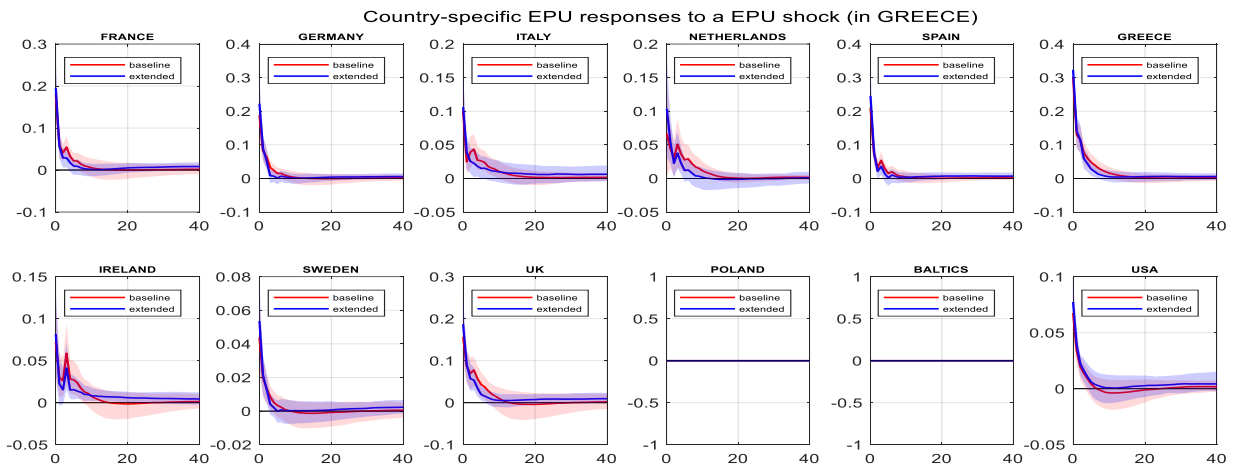 Country-specific EPU responses to a EPU shock (in GREECE)
FRANCE
0.3
0.2
0.1
0
-0.1
baseline
extended
0 20 40
GERMANY
0.4
0.3
0.2
0.1
0
-0.1
baseline
extended
0 20 40
ITALY
0.2
0.15
0.1
0.05
0
-0.05
baseline
extended
0 20 40
NETHERLANDS
0.2
0.15
0.1
0.05
0
-0.05
baseline
extended
0 20 40
SPAIN
0.4
0.3
0.2
0.1
0
-0.1
baseline
extended
0 20 40
GREECE
0.4
0.3
0.2
0.1
0
-0.1
baseline
extended
0 20 40
IRELAND
0.15
0.1
0.05
0
-0.05
baseline
extended
0 20 40
SWEDEN
0.08
0.06
0.04
0.02
0
-0.02
baseline
extended
0 20 40
UK
0.3
0.2
0.1
0
-0.1
baseline
extended
0 20 40
POLAND
1
0.5
0
-0.5
-1
baseline
extended
0 20 40
BALTICS
1
0.5
0
-0.5
-1
baseline
extended
0 20 40
USA
0.1
0.05
0
-0.05
baseline
extended
0 20 40